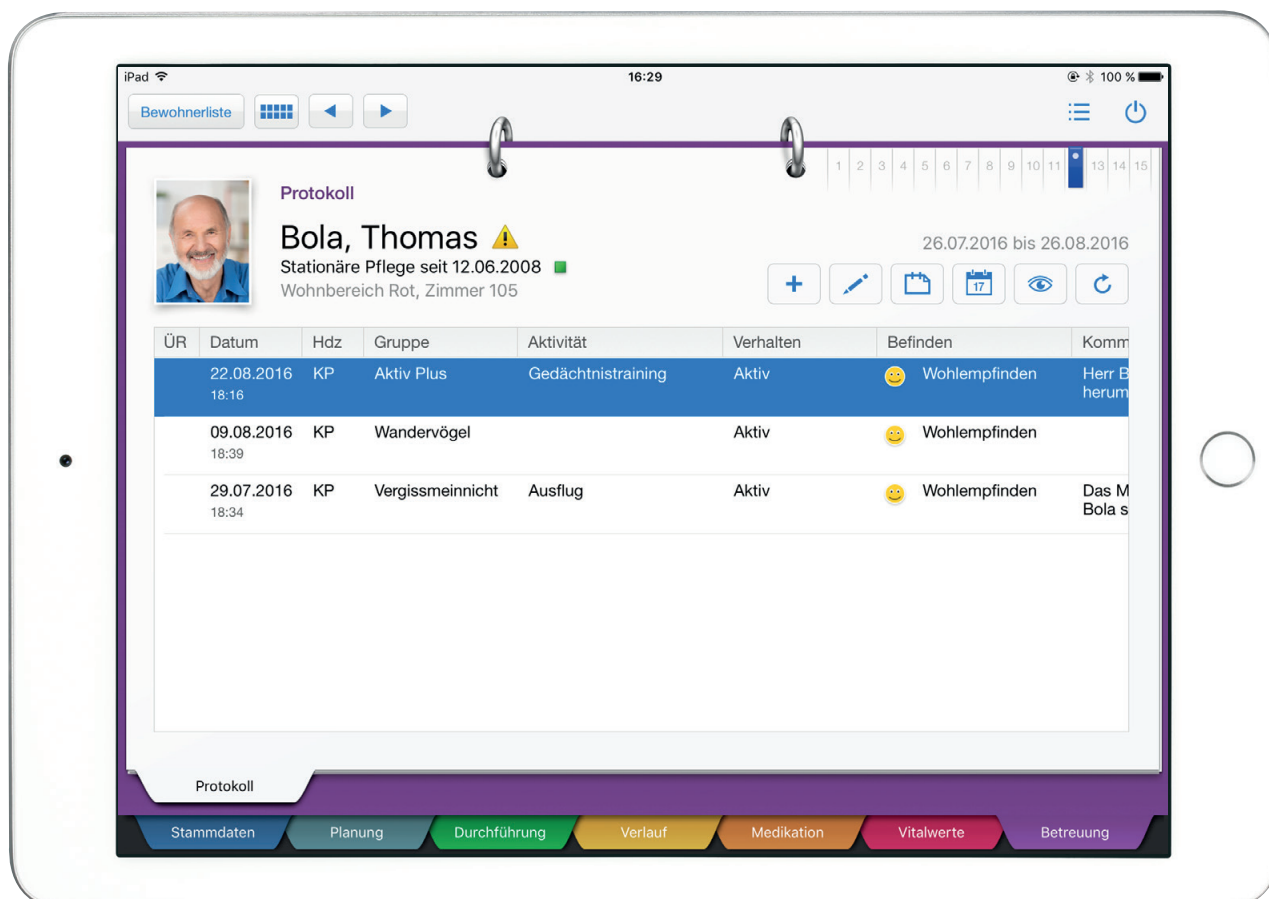 iPad 16:29 100 %
Bewohnerliste
1 2 3 4 5 6 7 8 9 10 11 13 14 15
Protokoll
Bola, Thomas
26.07.2016 bis 26.08.2016
Stationäre Pflege seit 12.06.2008
Wohnbereich Rot, Zimmer 105
17
ÜR Datum Hdz Gruppe Aktivität Verhalten Befinden Komm
22.08.2016 KP Aktiv Plus Gedächtnistraining Aktiv Wohlempfinden Herr B
18:16 herum
09.08.2016 KP Wandervögel Aktiv Wohlempfinden
18:39
29.07.2016 KP Vergissmeinnicht Ausflug Aktiv Wohlempfinden Das M
18:34 Bola s
Protokoll
Stammdaten Planung Durchführung Verlauf Medikation Vitalwerte Betreuung